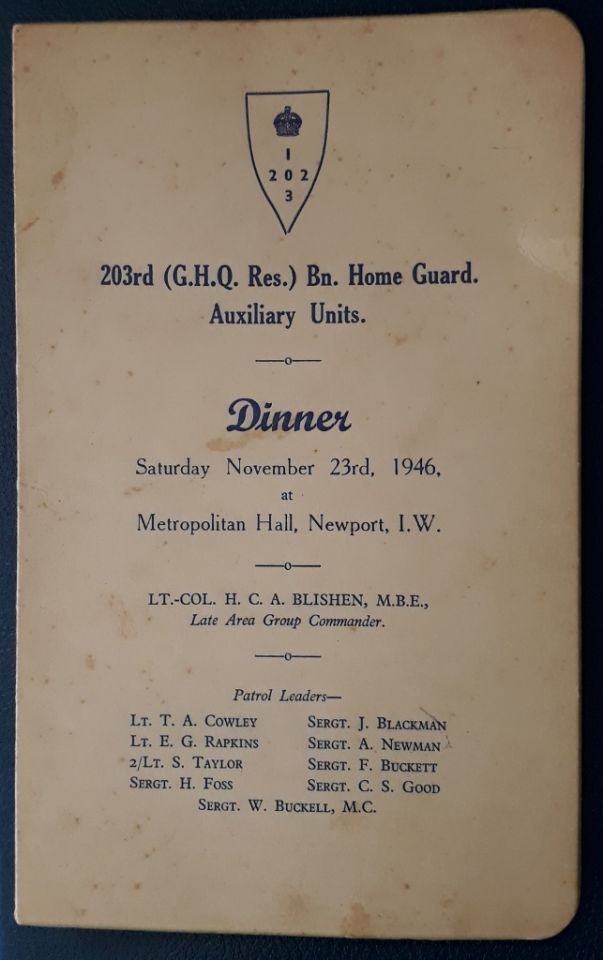 1
2 0 2
3
203rd (G.H.Q. Res.) Bn. Home Guard.
Auxiliary Units.
Dinner
Saturday November 23rd, 1946,
at
Metropolitan Hall, Newport, I.W.
LT.-COL. H. C. A. BLISHEN, M.B.E.,
Late Area Group Commander.
Patrol Leaders—
LT. T. A. COWLEY SERGT. J. BLACKMAN
LT. E. G. RAPKINS SERGT. A. NEWMAN
2/LT. S. TAYLOR SERGT. F. BUCKETT
SERGT. H. FOSS SERGT. C. S. GOOD
SERGT. W. BUCKELL, M.C.